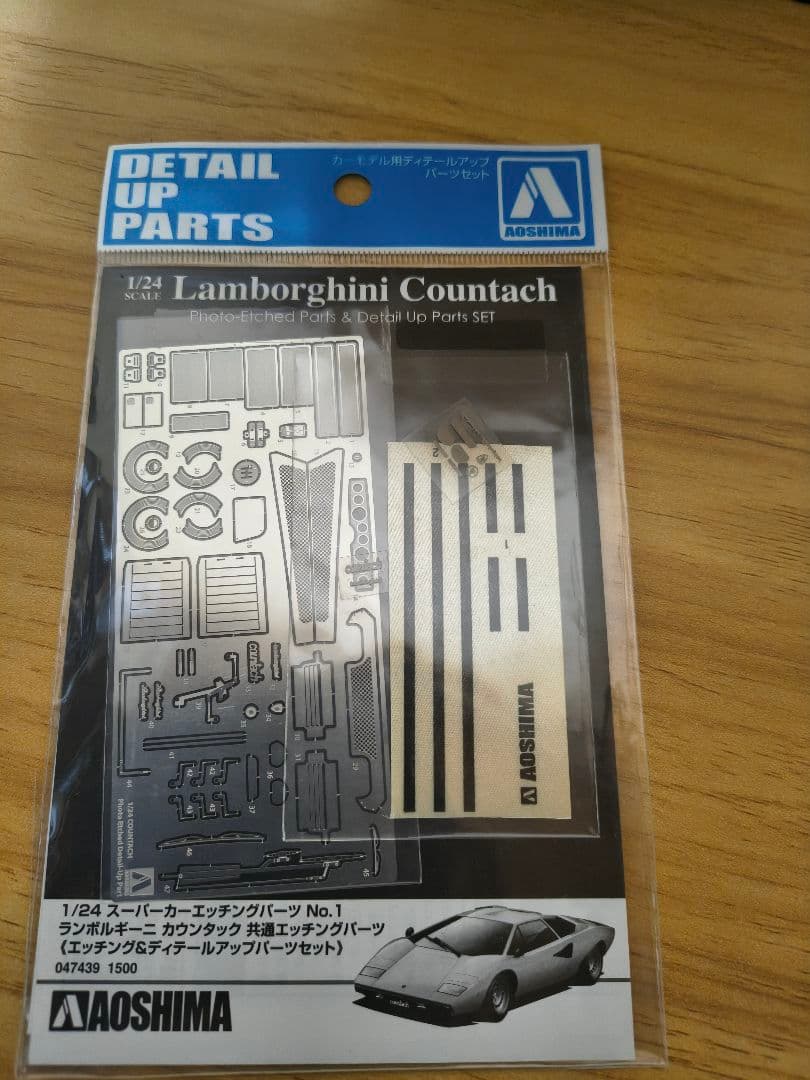 DETAIL
UP
PARTS
カーモデル用ディテールアップ
パーツセット
AOSHIMA
1/24
SCALE
Lamborghini Countach
Photo-Etched Parts & Detail Up Parts SET
AOSHIMA
1/24 COUNTACH
Photo Etched Detail-Up Part
1/24 スーパーカーエッチングパーツ No.1
ランボルギーニ カウンタック 共通エッチングパーツ
《エッチング&ディテールアップパーツセット》
047439 1500
AOSHIMA